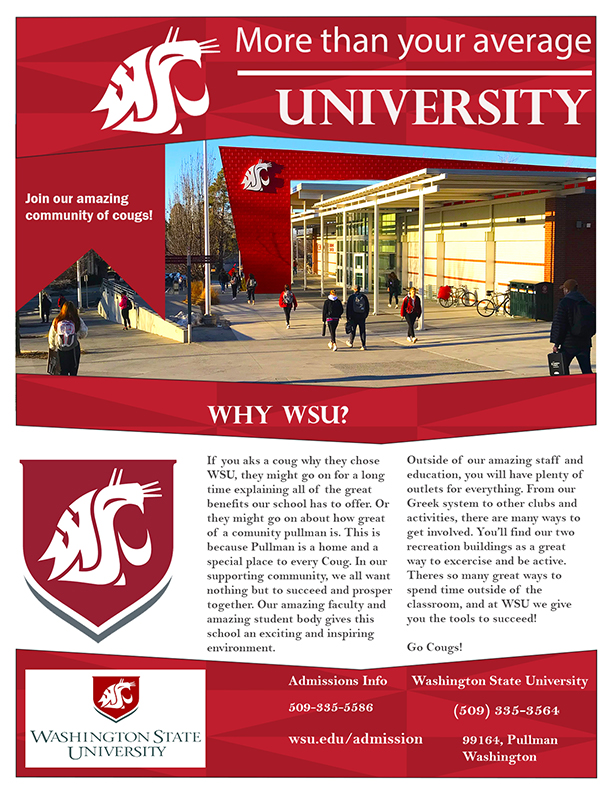 More than your average
UNIVERSITY
Join our amazing
community of cougs!
WHY WSU?
If you aks a coug why they chose
WSU, they might go on for a long
time explaining all of the great
benefits our school has to offer. Or
they might go on about how great
of a comunity pullman is. This is
because Pullman is a home and a
special place to every Coug. In our
supporting community, we all want
nothing but to succeed and prosper
together. Our amazing faculty and
amazing student body gives this
school an exciting and inspiring
environment.
Outside of our amazing staff and
education, you will have plenty of
outlets for everything. From our
Greek system to other clubs and
activities, there are many ways to
get involved. You'll find our two
recreation buildings as a great
way to excercise and be active.
Theres so many great ways to
spend time outside of the
classroom, and at WSU we give
you the tools to succeed!
Go Cougs!
WASHINGTON STATE
UNIVERSITY
Admissions Info
509-335-5586
wsu.edu/admission
Washington State University
(509) 335-3564
99164, Pullman
Washington